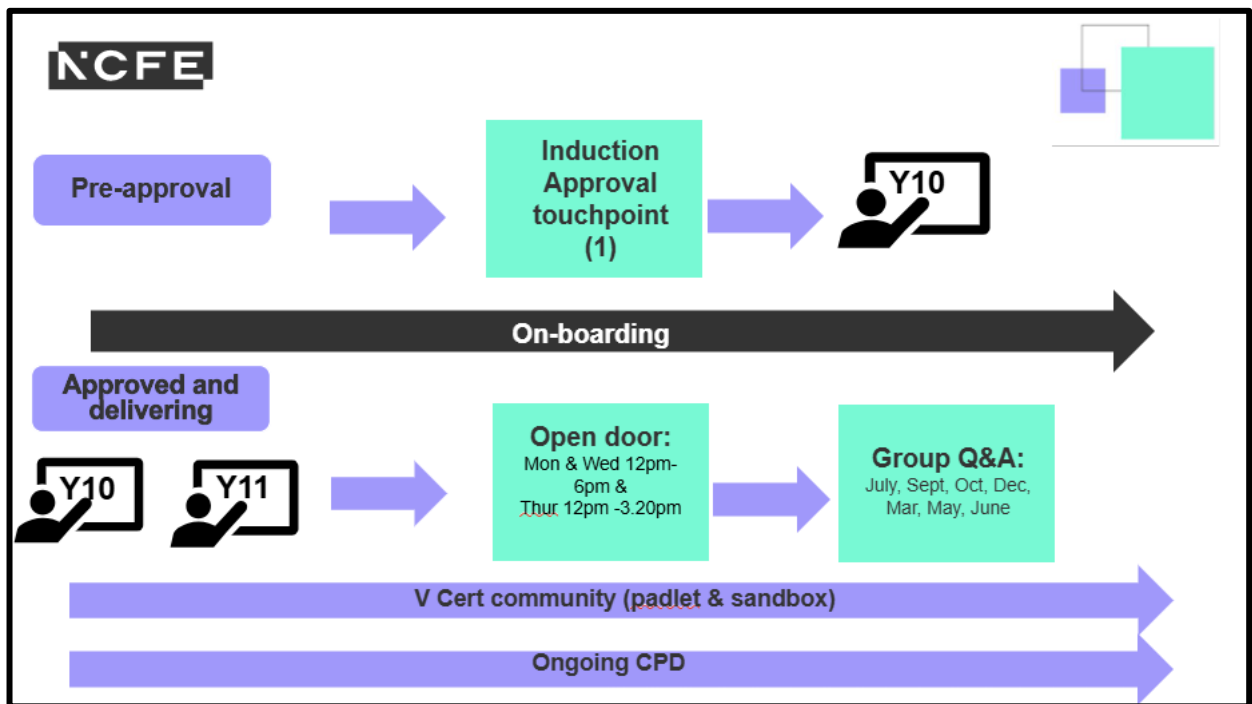 NCFE
Pre-approval
Induction
Approval
touchpoint
(1)
Y10
On-boarding
Approved and
delivering
Y10
Y11
Open door:
Mon & Wed 12pm-
6pm &
Thur 12pm -3.20pm
Group Q&A:
July, Sept, Oct, Dec,
Mar, May, June
V Cert community (padlet & sandbox)
Ongoing CPD